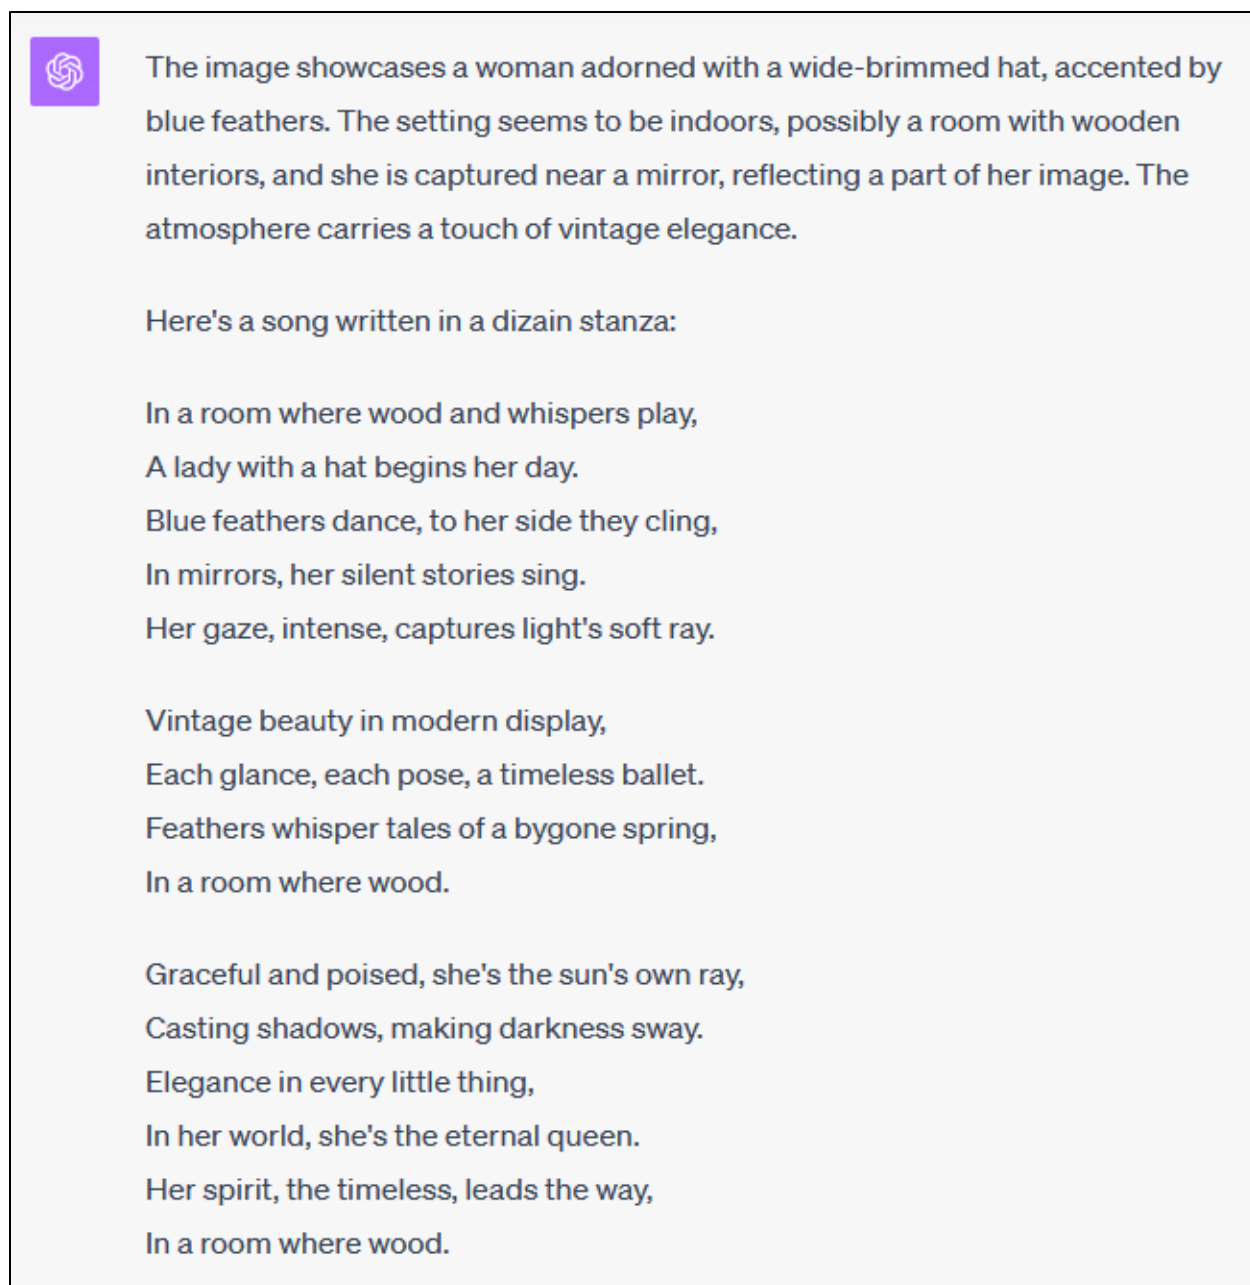 The image showcases a woman adorned with a wide-brimmed hat, accented by
blue feathers. The setting seems to be indoors, possibly a room with wooden
interiors, and she is captured near a mirror, reflecting a part of her image. The
atmosphere carries a touch of vintage elegance.
Here's a song written in a dizain stanza:
In a room where wood and whispers play,
A lady with a hat begins her day.
Blue feathers dance, to her side they cling,
In mirrors, her silent stories sing.
Her gaze, intense, captures light's soft ray.
Vintage beauty in modern display,
Each glance, each pose, a timeless ballet.
Feathers whisper tales of a bygone spring,
In a room where wood.
Graceful and poised, she's the sun's own ray,
Casting shadows, making darkness sway.
Elegance in every little thing,
In her world, she's the eternal queen.
Her spirit, the timeless, leads the way,
In a room where wood.